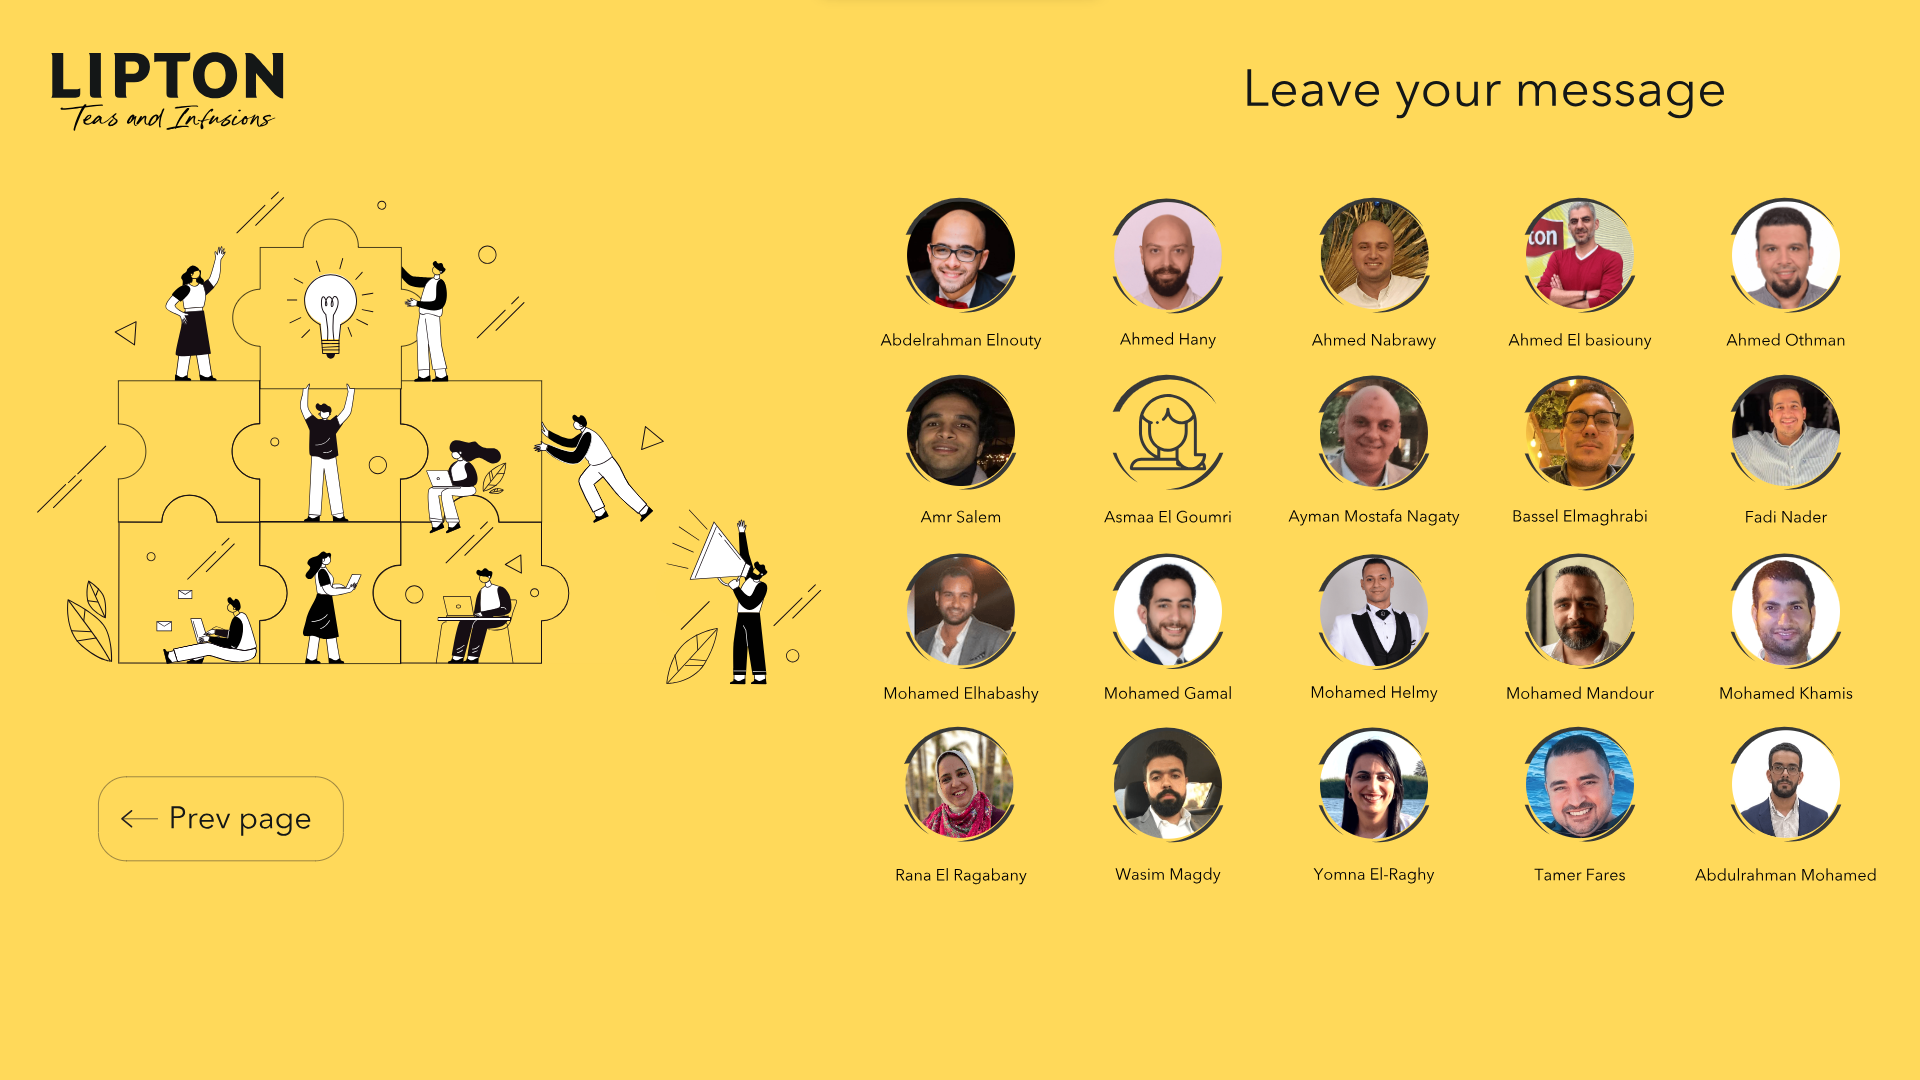 LIPTON
Teas and Infusions
Leave your message
ton
Abdelrahman Elnouty
Ahmed Hany
Ahmed Nabrawy
Ahmed El basiouny
Ahmed Othman
Amr Salem
Asmaa El Goumri
Ayman Mostafa Nagaty
Bassel Elmaghrabi
Fadi Nader
Mohamed Elhabashy
Mohamed Gamal
Mohamed Helmy
Mohamed Mandour
Mohamed Khamis
Rana El Ragabany
Wasim Magdy
Yomna El-Raghy
Tamer Fares
Abdulrahman Mohamed
← Prev page